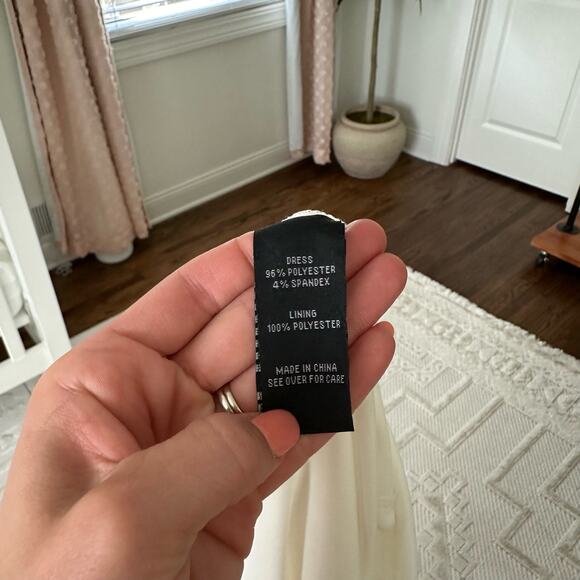 DRESS
96% POLYESTER
4% SPANDEX
LINING
100% POLYESTER
MADE IN CHINA
SEE OVER FOR CARE